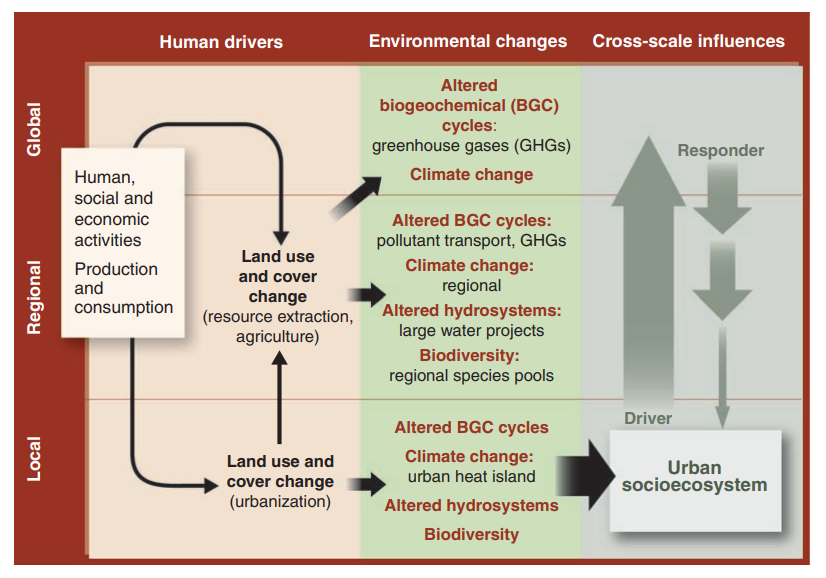 Human drivers
Environmental changes
Cross-scale influences
Global
Regional
Local
Human,
social and
economic
activities
Production
and
consumption
Land use
and cover
change
(resource extraction,
agriculture)
Land use and
cover change
(urbanization)
Altered
biogeochemical (BGC)
cycles:
greenhouse gases (GHGs)
Climate change
Altered BGC cycles:
pollutant transport, GHGs
Climate change:
regional
Altered hydrosystems:
large water projects
Biodiversity:
regional species pools
Altered BGC cycles
Climate change:
urban heat island
Altered hydrosystems
Biodiversity
Responder
Driver
Urban
socioecosystem